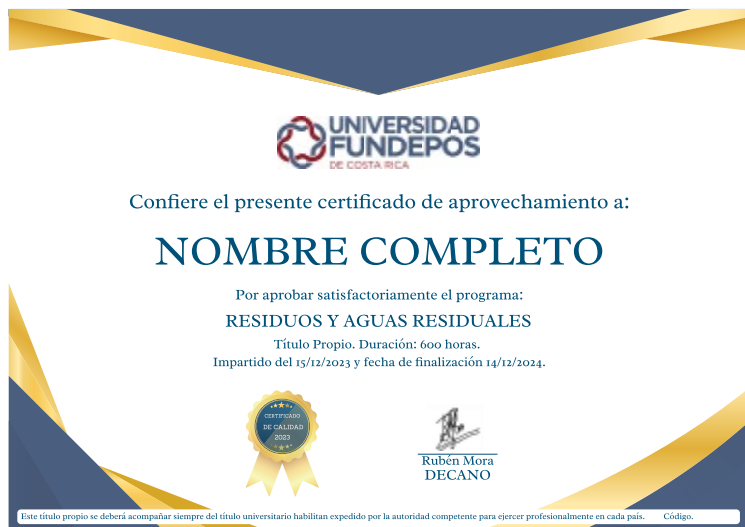 UNIVERSIDAD
FUNDEPOS
DE COSTA RICA
Confiere el presente certificado de aprovechamiento a:
NOMBRE COMPLETO
Por aprobar satisfactoriamente el programa:
RESIDUOS Y AGUAS RESIDUALES
Título Propio. Duración: 600 horas.
Impartido del 15/12/2023 y fecha de finalización 14/12/2024.
CERTIFICADO
DE CALIDAD
2023
Rubén Mora
DECANO
Este título propio se deberá acompañar siempre del título universitario habilitan expedido por la autoridad competente para ejercer profesionalmente en cada país. Código.